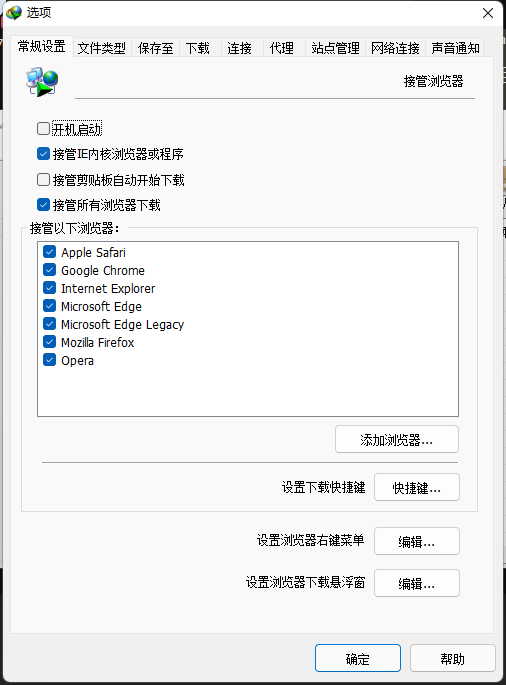 选项
常规设置 文件类型 保存至 下载 连接 代理 站点管理 网络连接 声音通知
接管浏览器
开机启动
接管IE内核浏览器或程序
接管剪贴板自动开始下载
接管所有浏览器下载
接管以下浏览器:
Apple Safari
Google Chrome
Internet Explorer
Microsoft Edge
Microsoft Edge Legacy
Mozilla Firefox
Opera
添加浏览器...
设置下载快捷键 快捷键...
设置浏览器右键菜单 编辑...
设置浏览器下载悬浮窗 编辑...
确定 帮助